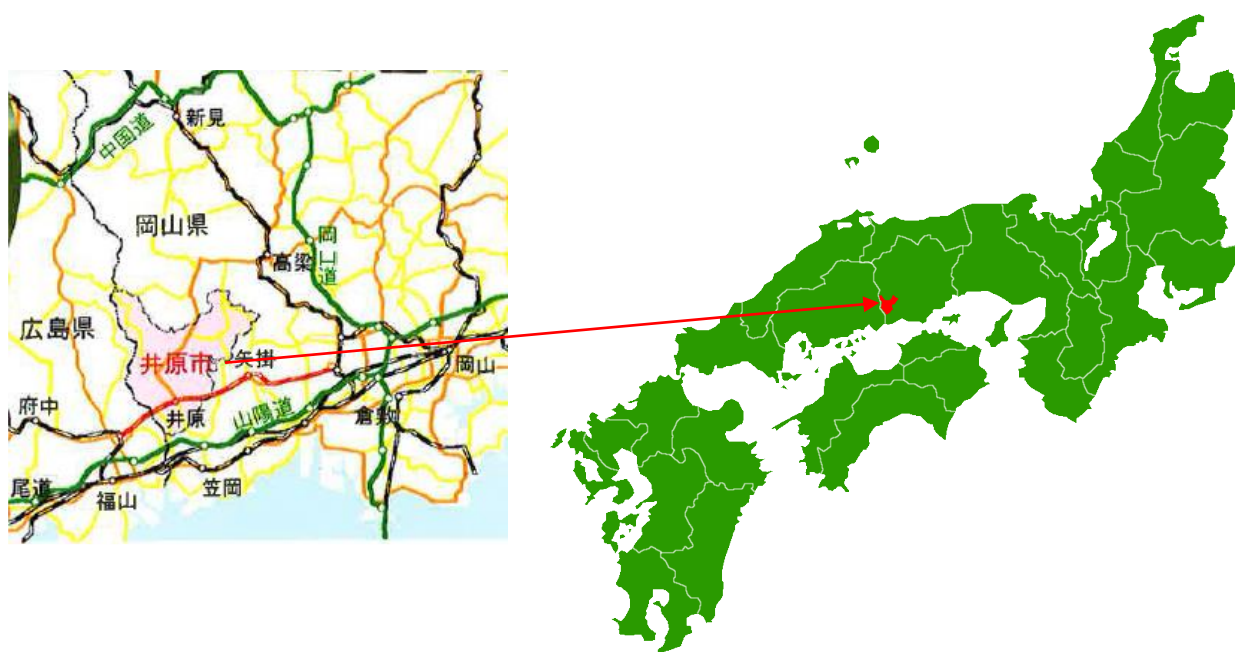 新見
中国道
岡山県
岡
江
道
高梁
広島県
井原市
矢掛
岡山
府中
井原
山陽道
倉敷
尾道
福山
笠岡